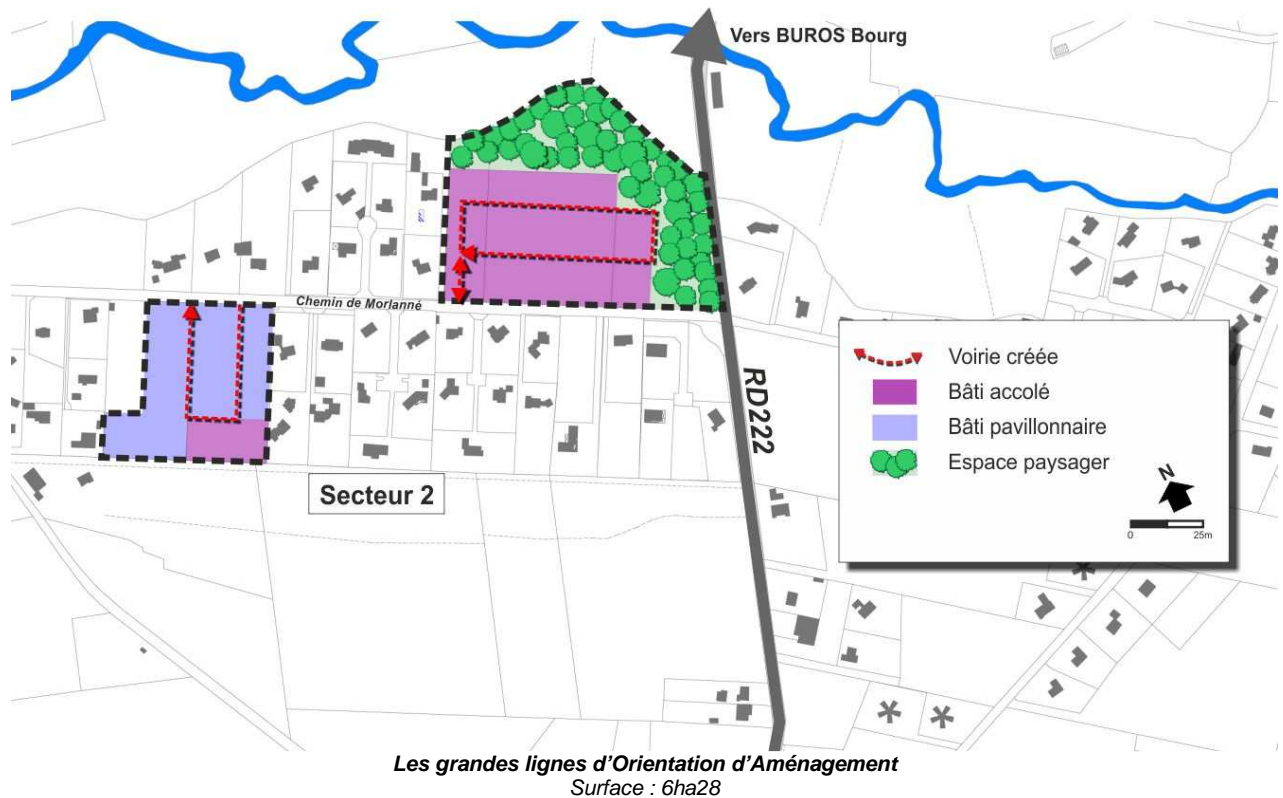 Vers BUROS Bourg
Chemin de Morlanné
RD222
Secteur 2
Voirie créée
Bâti accolé
Bâti pavillonnaire
Espace paysager
N
0 25m
Les grandes lignes d'Orientation d'Aménagement
Surface : 6ha28